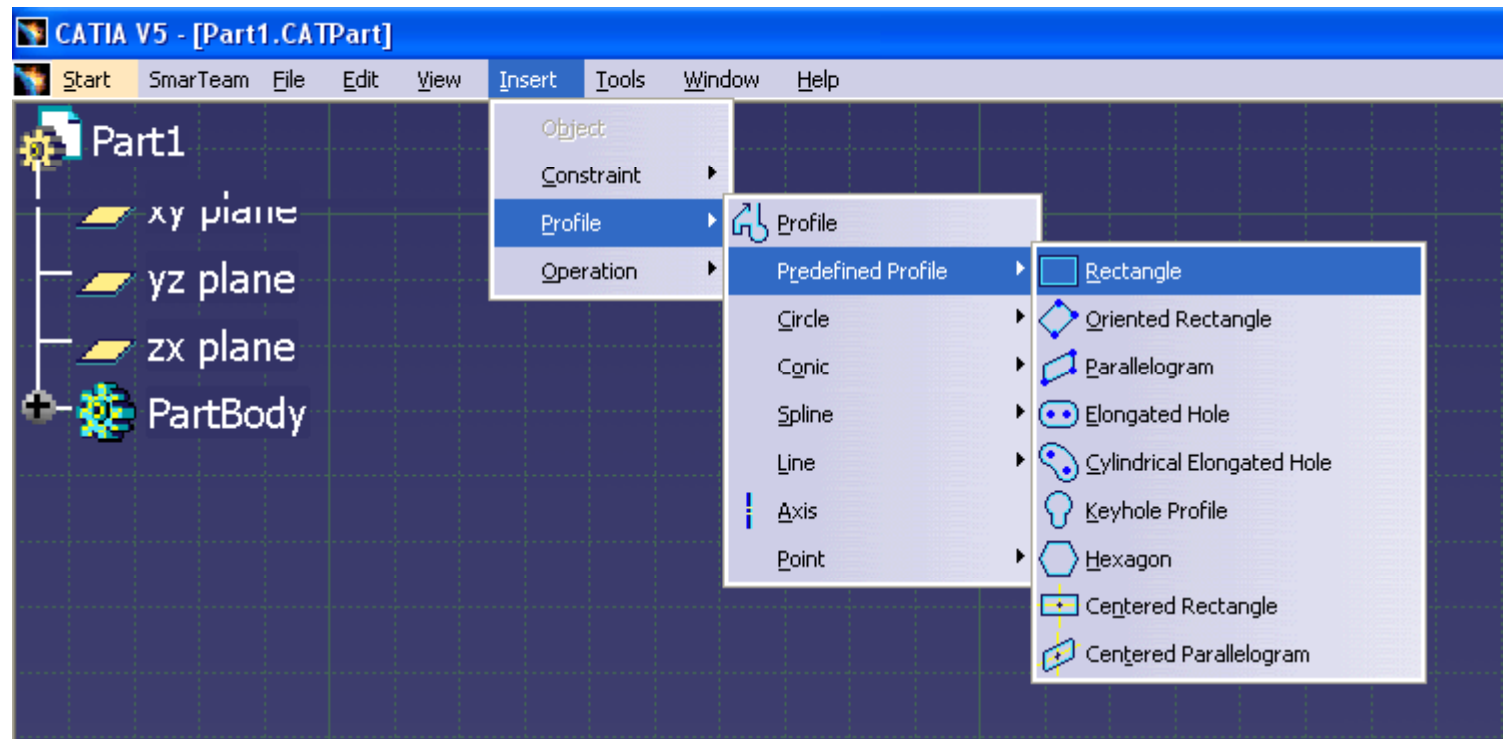 CATIA V5 - [Part1.CATPart]
Start SmarTeam File Edit View Insert Tools Window Help
Part1
xy plane
yz plane
zx plane
PartBody
Object
Constraint
Profile
Operation
Profile
Predefined Profile
Circle
Conic
Spline
Line
Axis
Point
Rectangle
Oriented Rectangle
Parallelogram
Elongated Hole
Cylindrical Elongated Hole
Keyhole Profile
Hexagon
Centered Rectangle
Centered Parallelogram